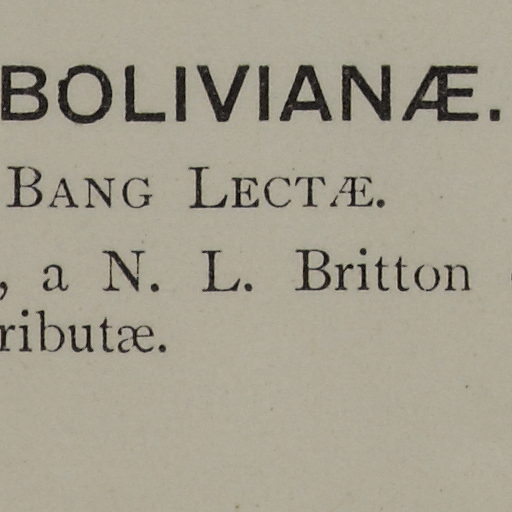 BOLIVIANÆ.
BANG LECTÆ.
, a N. L. Britton
ributæ.